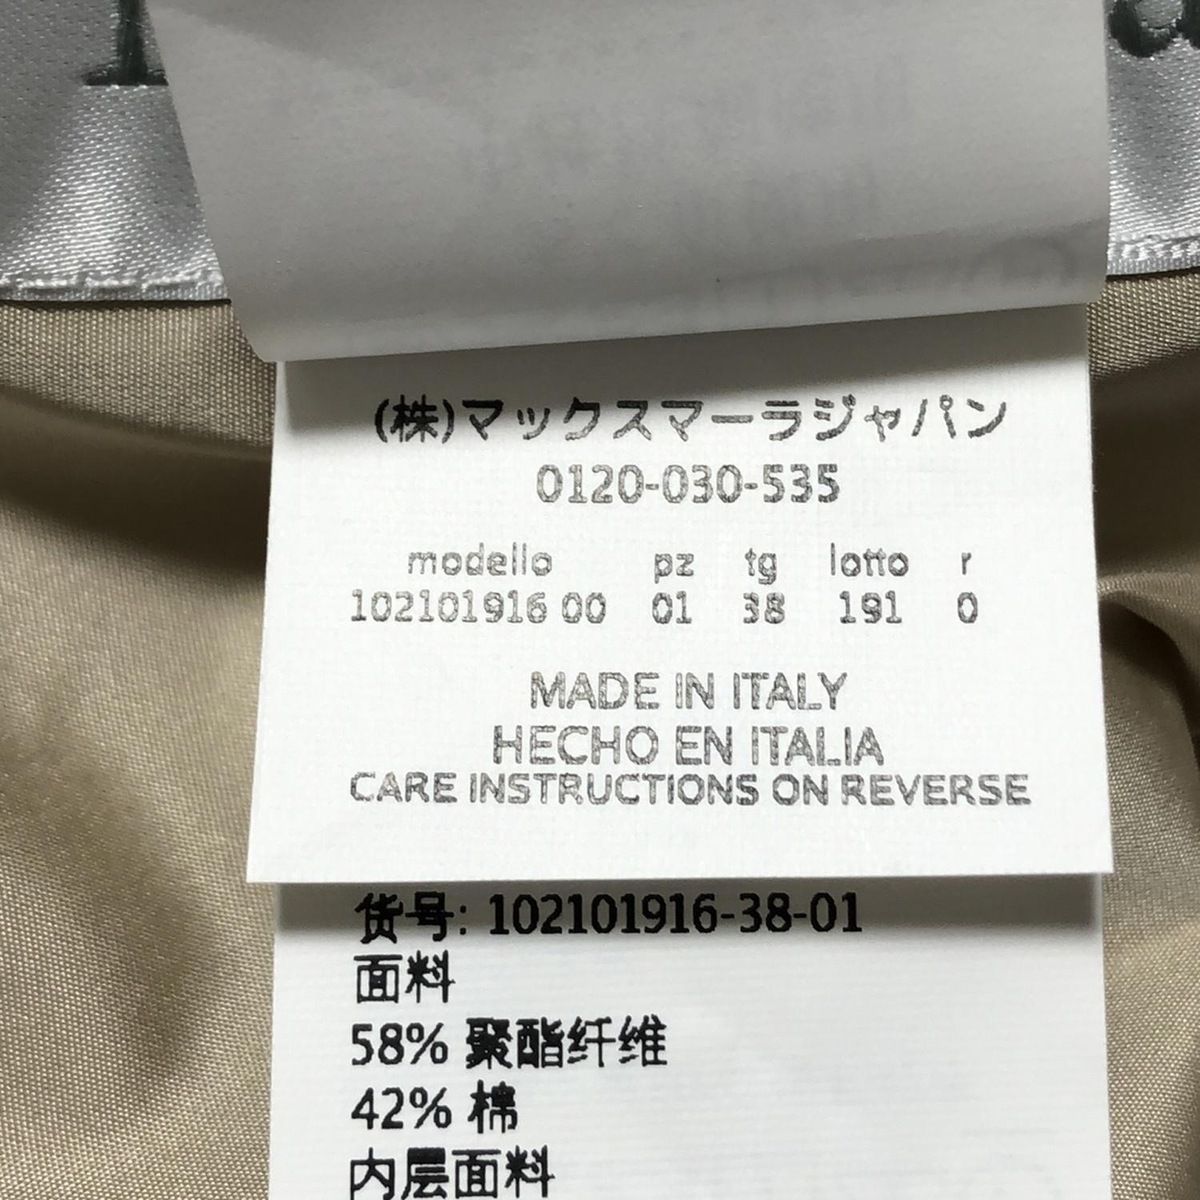 (株)マックスマーラジャパン
0120-030-535
modello pz tg lotto r
102101916 00 01 38 191 0
MADE IN ITALY
HECHO EN ITALIA
CARE INSTRUCTIONS ON REVERSE
货号: 102101916-38-01
面料
58% 聚酯纤维
42% 棉
内层面料